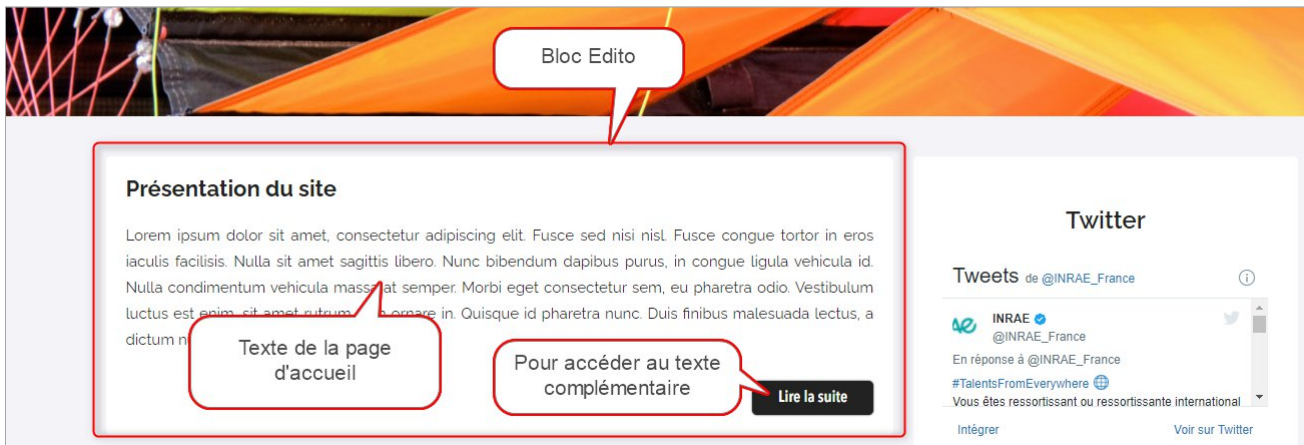 Bloc Edito
Présentation du site
Lorem ipsum dolor sit amet, consectetur adipiscing elit. Fusce sed nisi nisl. Fusce congue tortor in eros
iaculis facilisis. Nulla sit amet sagittis libero. Nunc bibendum dapibus purus, in congue ligula vehicula id.
Nulla condimentum vehicula massa at semper. Morbi eget consectetur sem, eu pharetra odio. Vestibulum
luctus est enim, sit amet rutrum ornare in. Quisque id pharetra nunc. Duis finibus malesuada lectus, a
dictum
Texte de la page
d'accueil
Pour accéder au texte
complémentaire
Lire la suite
Twitter
Tweets de @INRAE_France
INRAE
@INRAE_France
En réponse à @INRAE_France
#TalentsFromEverywhere
Vous êtes ressortissant ou ressortissante international
Intégrer
Voir sur Twitter